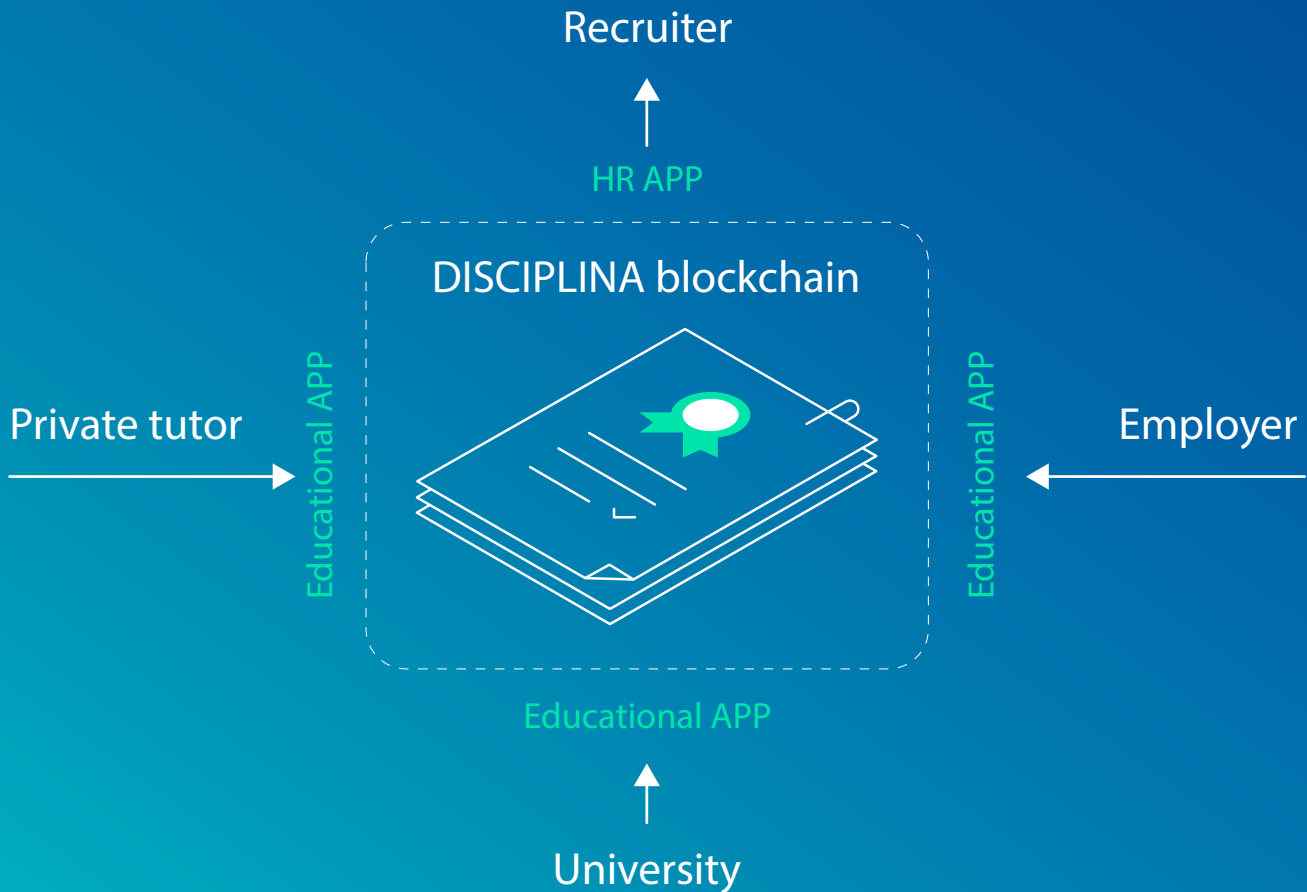 Recruiter
HR APP
DISCIPLINA blockchain
Private tutor
Educational APP
Educational APP
Employer
Educational APP
University